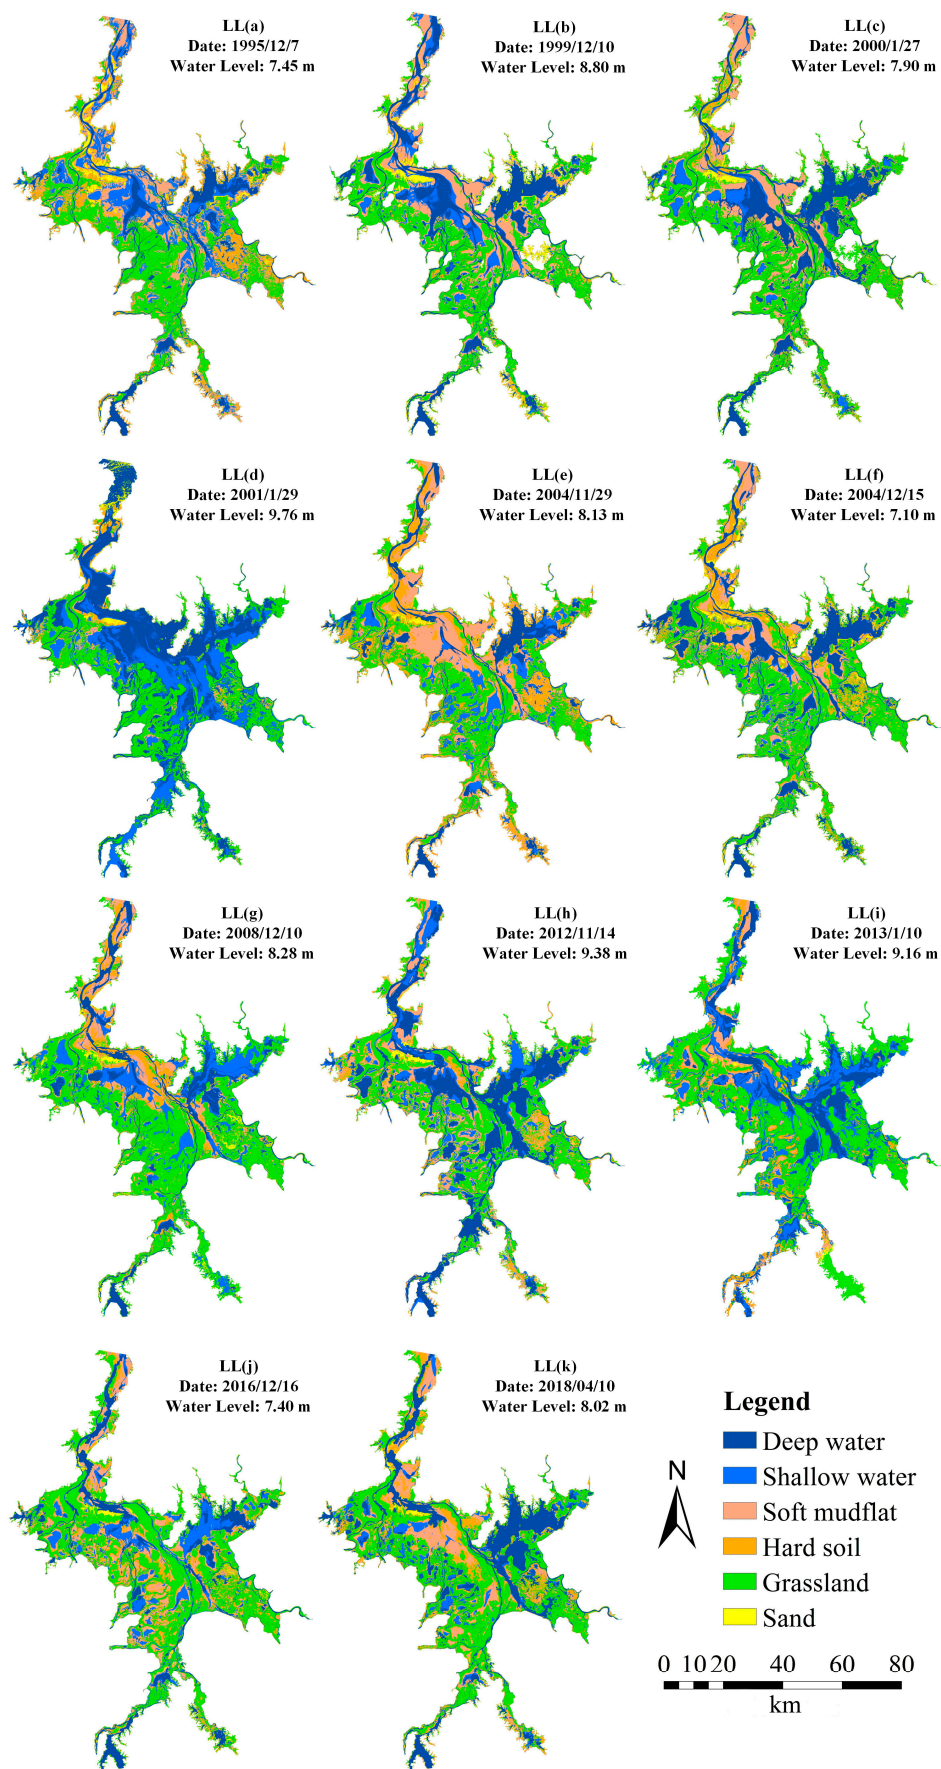 LL(a)
Date: 1995/12/7
Water Level: 7.45 m
LL(b)
Date: 1999/12/10
Water Level: 8.80 m
LL(c)
Date: 2000/1/27
Water Level: 7.90 m
LL(d)
Date: 2001/1/29
Water Level: 9.76 m
LL(e)
Date: 2004/11/29
Water Level: 8.13 m
LL(f)
Date: 2004/12/15
Water Level: 7.10 m
LL(g)
Date: 2008/12/10
Water Level: 8.28 m
LL(h)
Date: 2012/11/14
Water Level: 9.38 m
LL(i)
Date: 2013/1/10
Water Level: 9.16 m
LL(j)
Date: 2016/12/16
Water Level: 7.40 m
LL(k)
Date: 2018/04/10
Water Level: 8.02 m
Legend
Deep water
Shallow water
Soft mudflat
Hard soil
Grassland
Sand
N
0 10 20 40 60 80
km